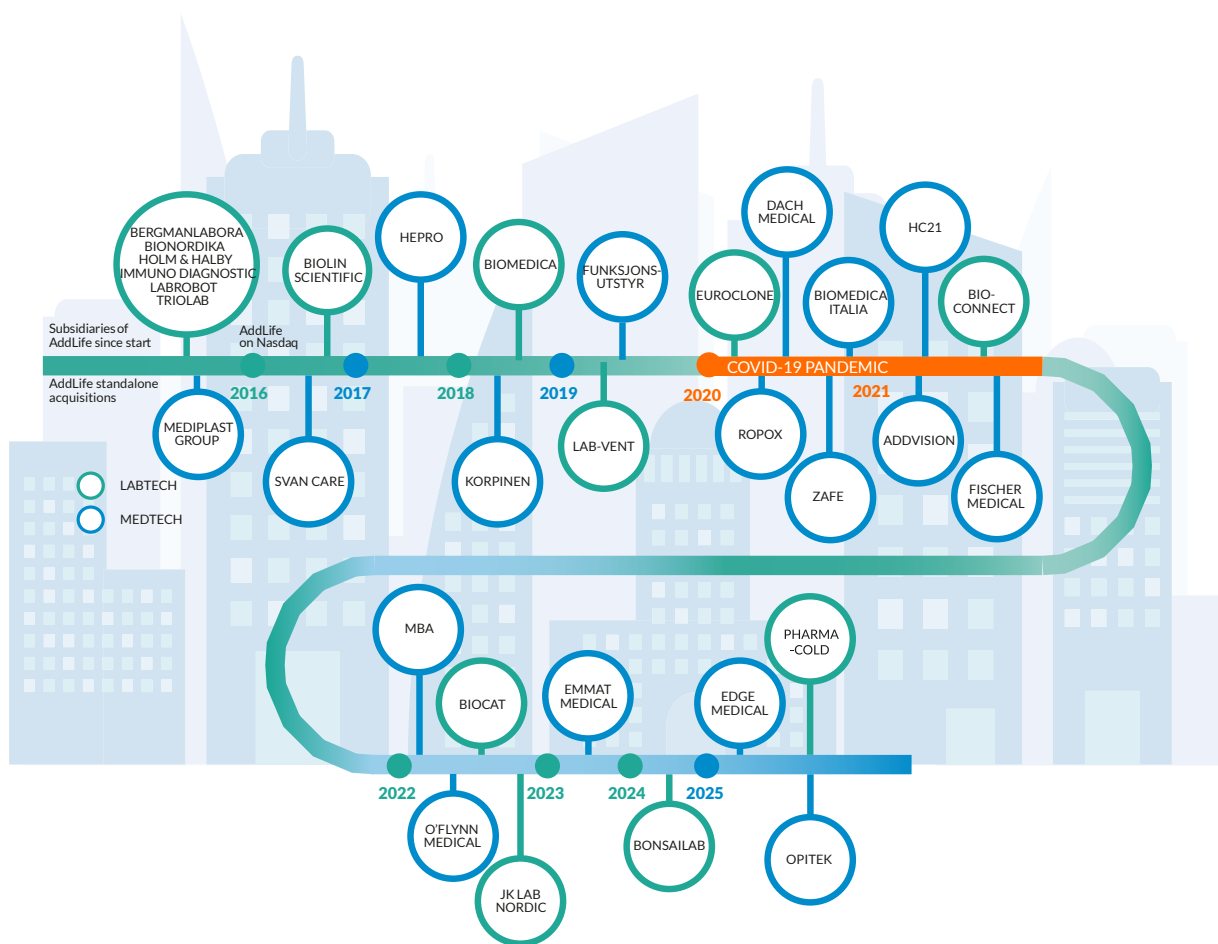 BERGMANLABORA
BIONORDIKA
HOLM & HALBY
IMMUNO DIAGNOSTIC
LABROBOT
TRIOLAB
BIOLIN
SCIENTIFIC
HEPRO
BIOMEDICA
FUNKSJONS-
UTSTYR
EUROCLONE
DACH
MEDICAL
BIOMEDICA
ITALIA
HC21
BIO-
CONNECT
Subsidiaries of
AddLife since start
AddLife
on Nasdaq
COVID-19 PANDEMIC
AddLife standalone
acquisitions
2016
2017
2018
2019
2020
2021
MEDIPLAST
GROUP
SVAN CARE
KORPINEN
LAB-VENT
ROPOX
ZAFE
ADDVISION
FISCHER
MEDICAL
LABTECH
MEDTECH
MBA
BIOCAT
EMMAT
MEDICAL
EDGE
MEDICAL
PHARMA
-COLD
2022
2023
2024
2025
O'FLYNN
MEDICAL
JK LAB
NORDIC
BONSAILAB
OPITEK